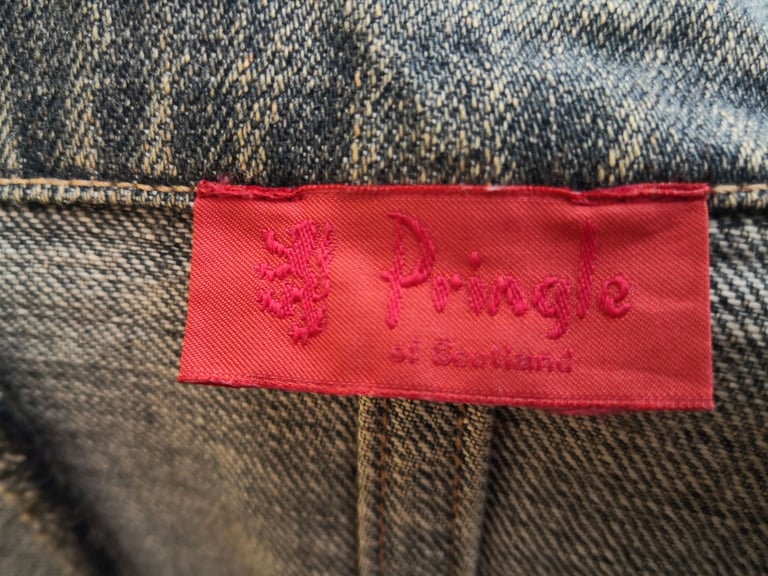 Pringle
of Scotland